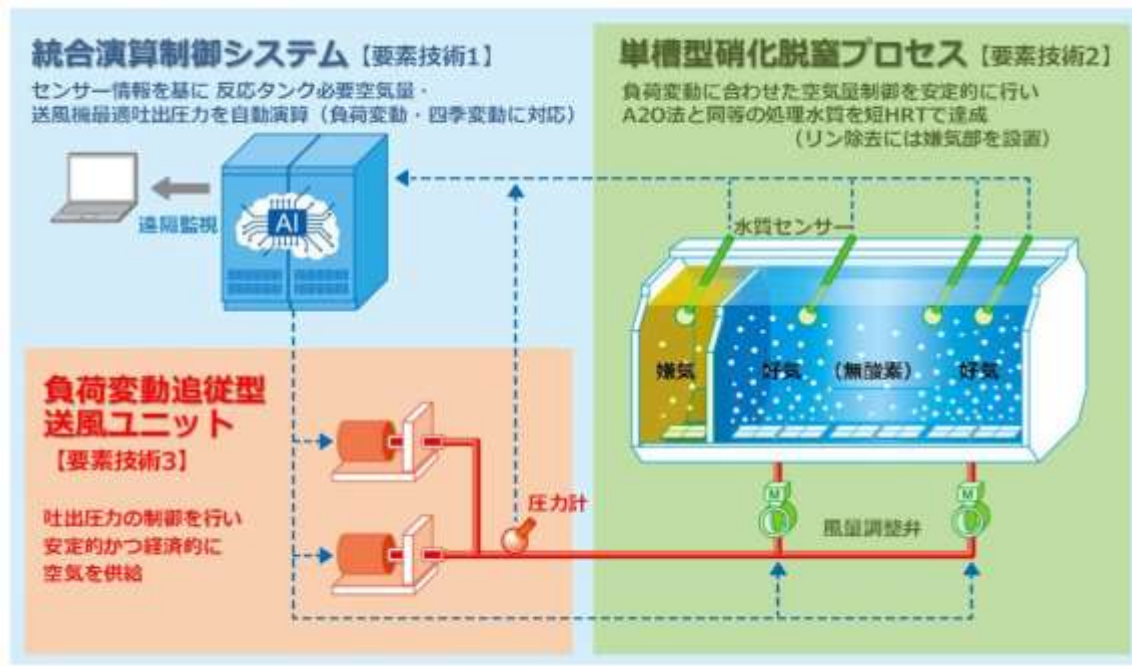 統合演算制御システム【要素技術1】
センサー情報を基に 反応タンク必要空気量・
送風機最適吐出圧力を自動演算（負荷変動・四季変動に対応）
遠隔監視
AI
単槽型硝化脱窒プロセス【要素技術2】
負荷変動に合わせた空気量制御を安定的に行い
A2O法と同等の処理水質を短HRTで達成
（リン除去には嫌気部を設置）
水質センサー
嫌気
好気
（無酸素）
好気
M
M
風量調整弁
負荷変動追従型
送風ユニット
【要素技術3】
吐出圧力の制御を行い
安定的かつ経済的に
空気を供給
圧力計